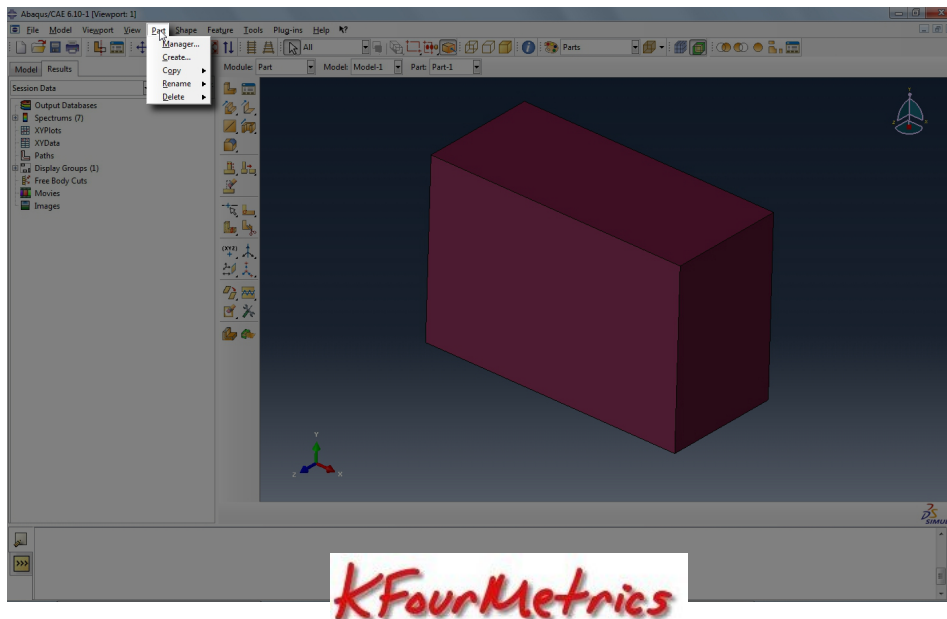 Abaqus/CAE 6.10-1 [Viewport: 1]
File Model Viewport View Part Shape Feature Tools Plug-ins Help
All Parts
Manager...
Create...
Copy
Rename
Delete
Model Results
Module: Part Model: Model-1 Part: Part-1
Session Data
Output Databases
Spectrums (7)
XYPlots
XYData
Paths
Display Groups (1)
Free Body Cuts
Movies
Images
(XYZ)
Y
Z X
SIMU
>>>
KFourMetrics